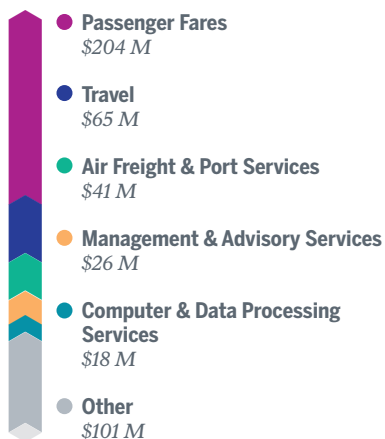 Passenger Fares
$204 M
Travel
$65 M
Air Freight & Port Services
$41 M
Management & Advisory Services
$26 M
Computer & Data Processing
Services
$18 M
Other
$101 M